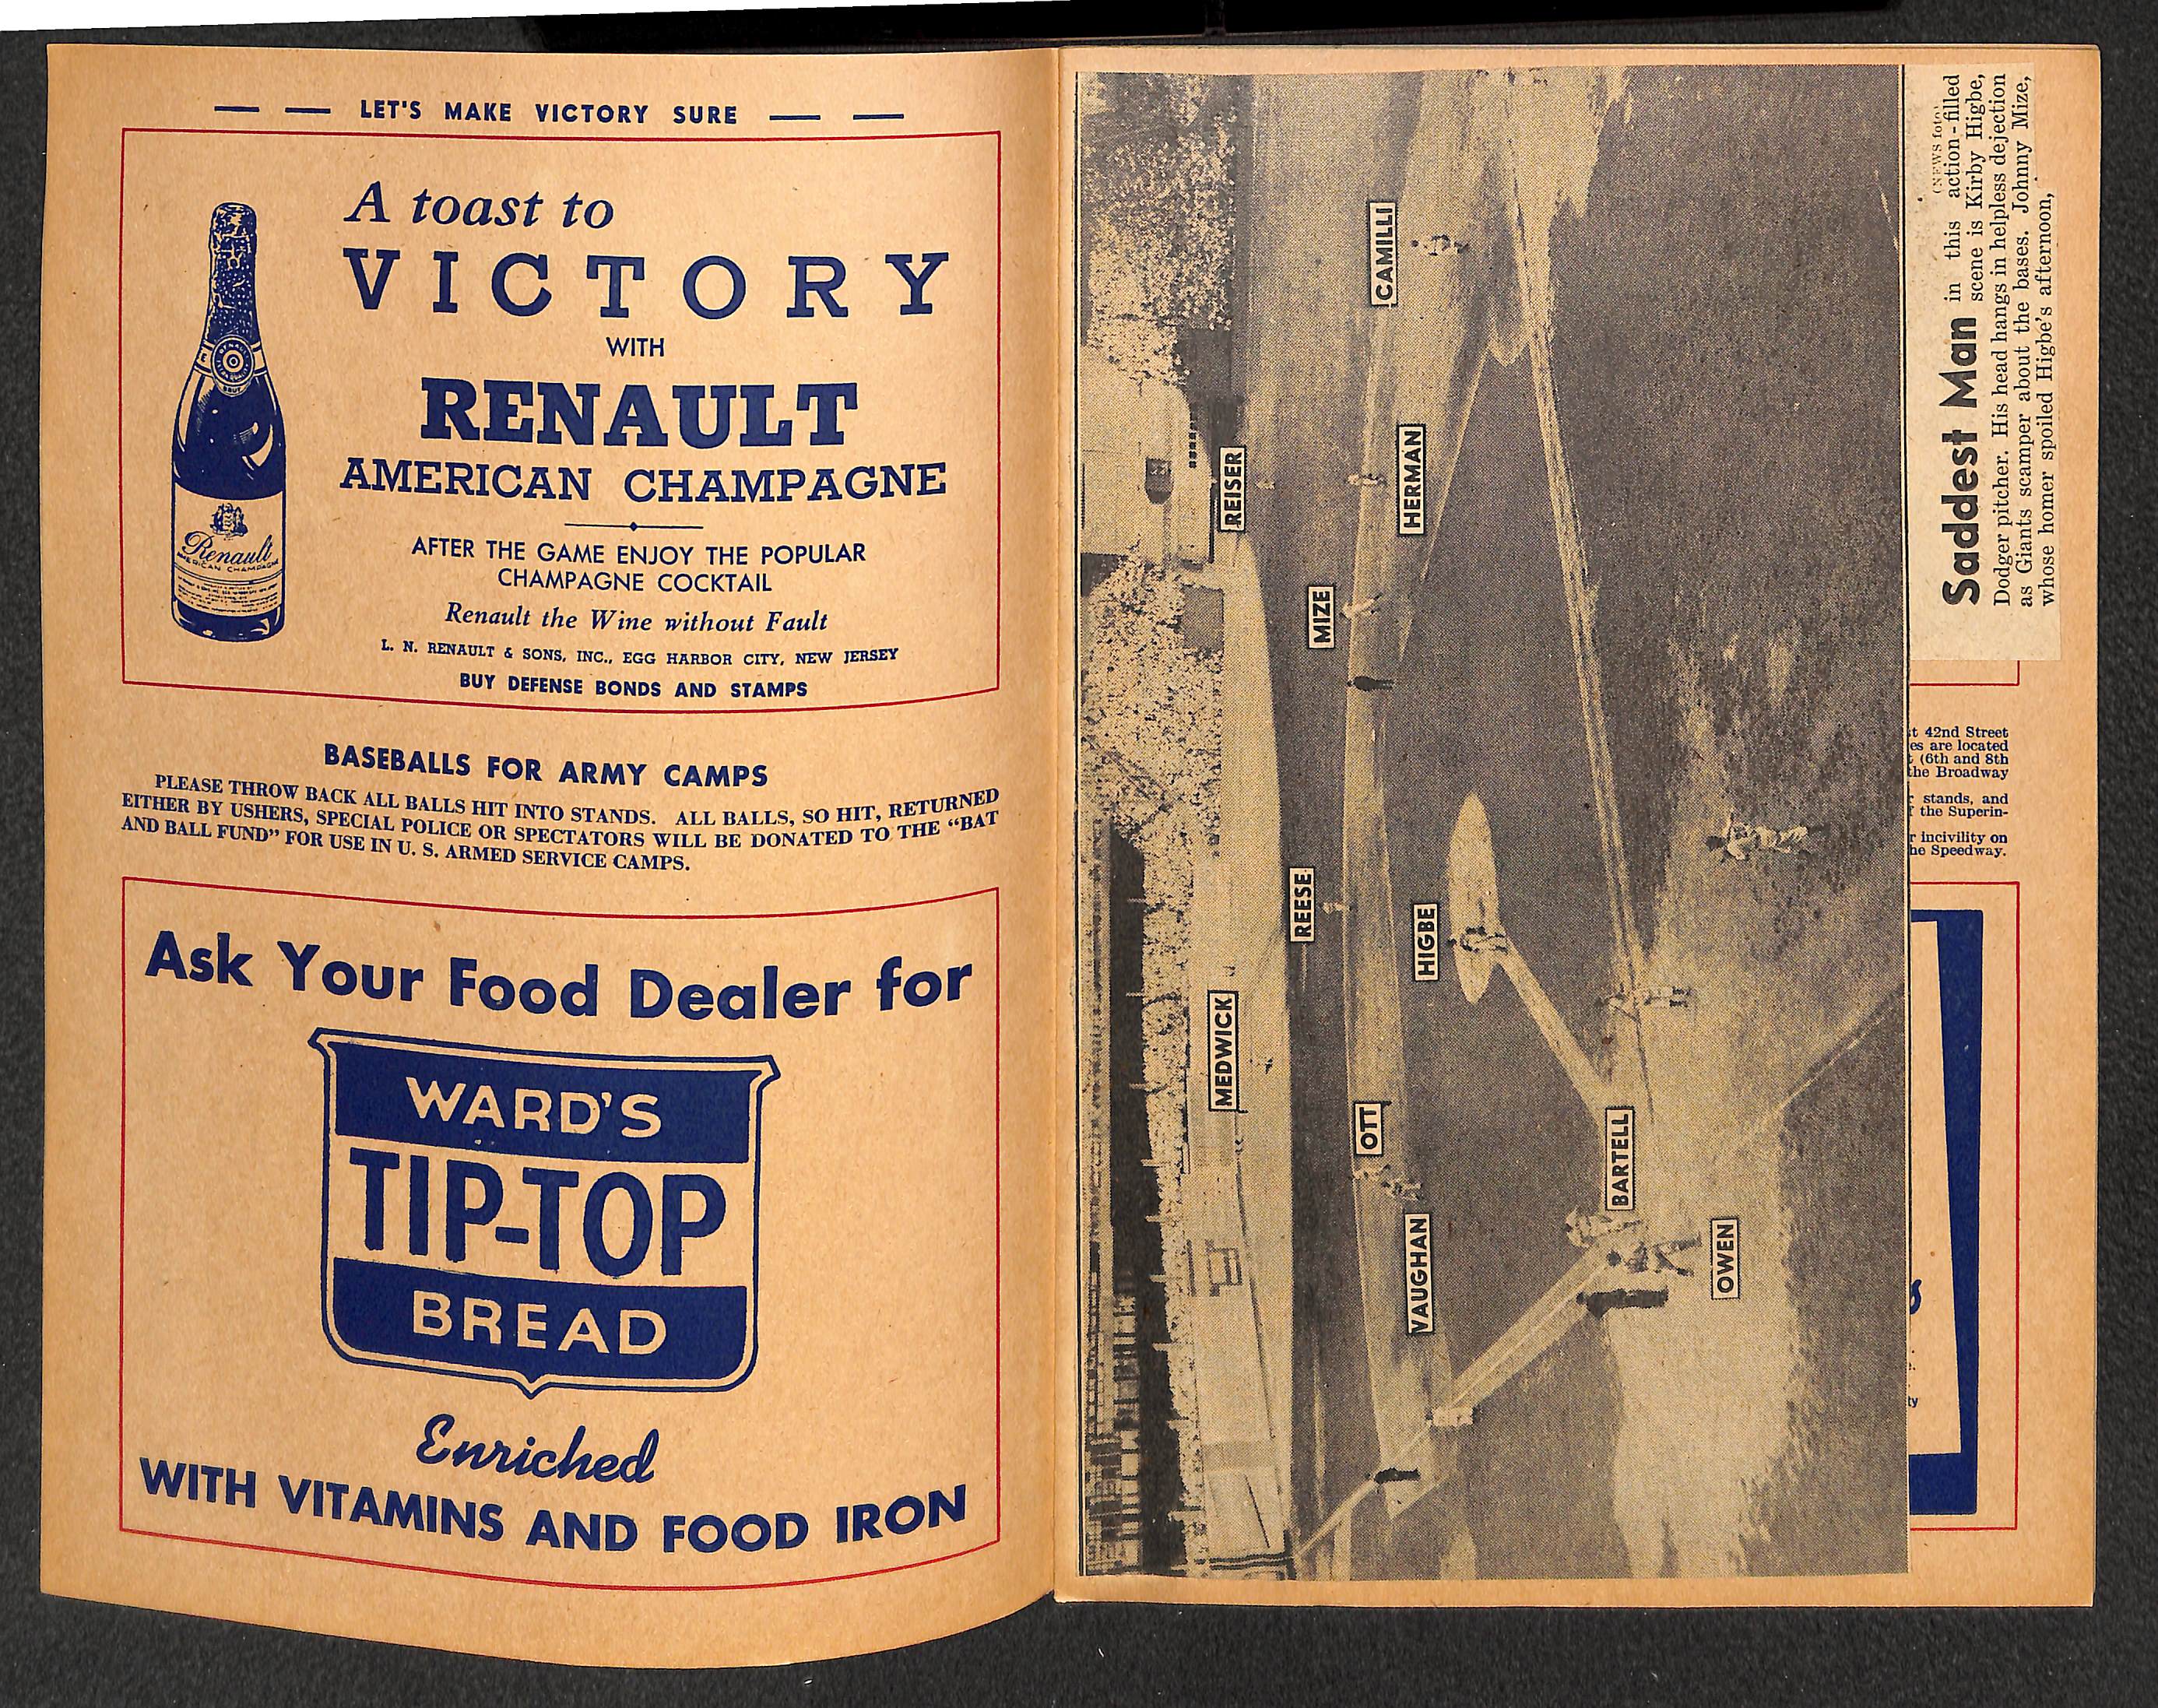 LET'S MAKE VICTORY SURE
A toast to
VICTORY
WITH
RENAULT
AMERICAN CHAMPAGNE
AFTER THE GAME ENJOY THE POPULAR
CHAMPAGNE COCKTAIL
Renault the Wine without Fault
L. N. RENAULT & SONS, INC., EGG HARBOR CITY, NEW JERSEY
BUY DEFENSE BONDS AND STAMPS
Renault
AMERICAN CHAMPAGNE
BASEBALLS FOR ARMY CAMPS
PLEASE THROW BACK ALL BALLS HIT INTO STANDS. ALL BALLS, SO HIT, RETURNED
EITHER BY USHERS, SPECIAL POLICE OR SPECTATORS WILL BE DONATED TO THE “BAT
AND BALL FUND” FOR USE IN U. S. ARMED SERVICE CAMPS.
Ask Your Food Dealer for
WARD'S
TIP-TOP
BREAD
Enriched
WITH VITAMINS AND FOOD IRON
MEDWICK
REISER
REESE
MIZE
OTT
VAUGHAN
HIGBE
HERMAN
CAMILLI
BARTELL
OWEN
(NEWS foto)
Saddest Man in this action-filled
scene is Kirby Higbe,
Dodger pitcher. His head hangs in helpless dejection
as Giants scamper about the bases. Johnny Mize,
whose homer spoiled Higbe's afternoon,
42nd Street
es are located
(6th and 8th
the Broadway
stands, and
the Superin-
incivility on
he Speedway.